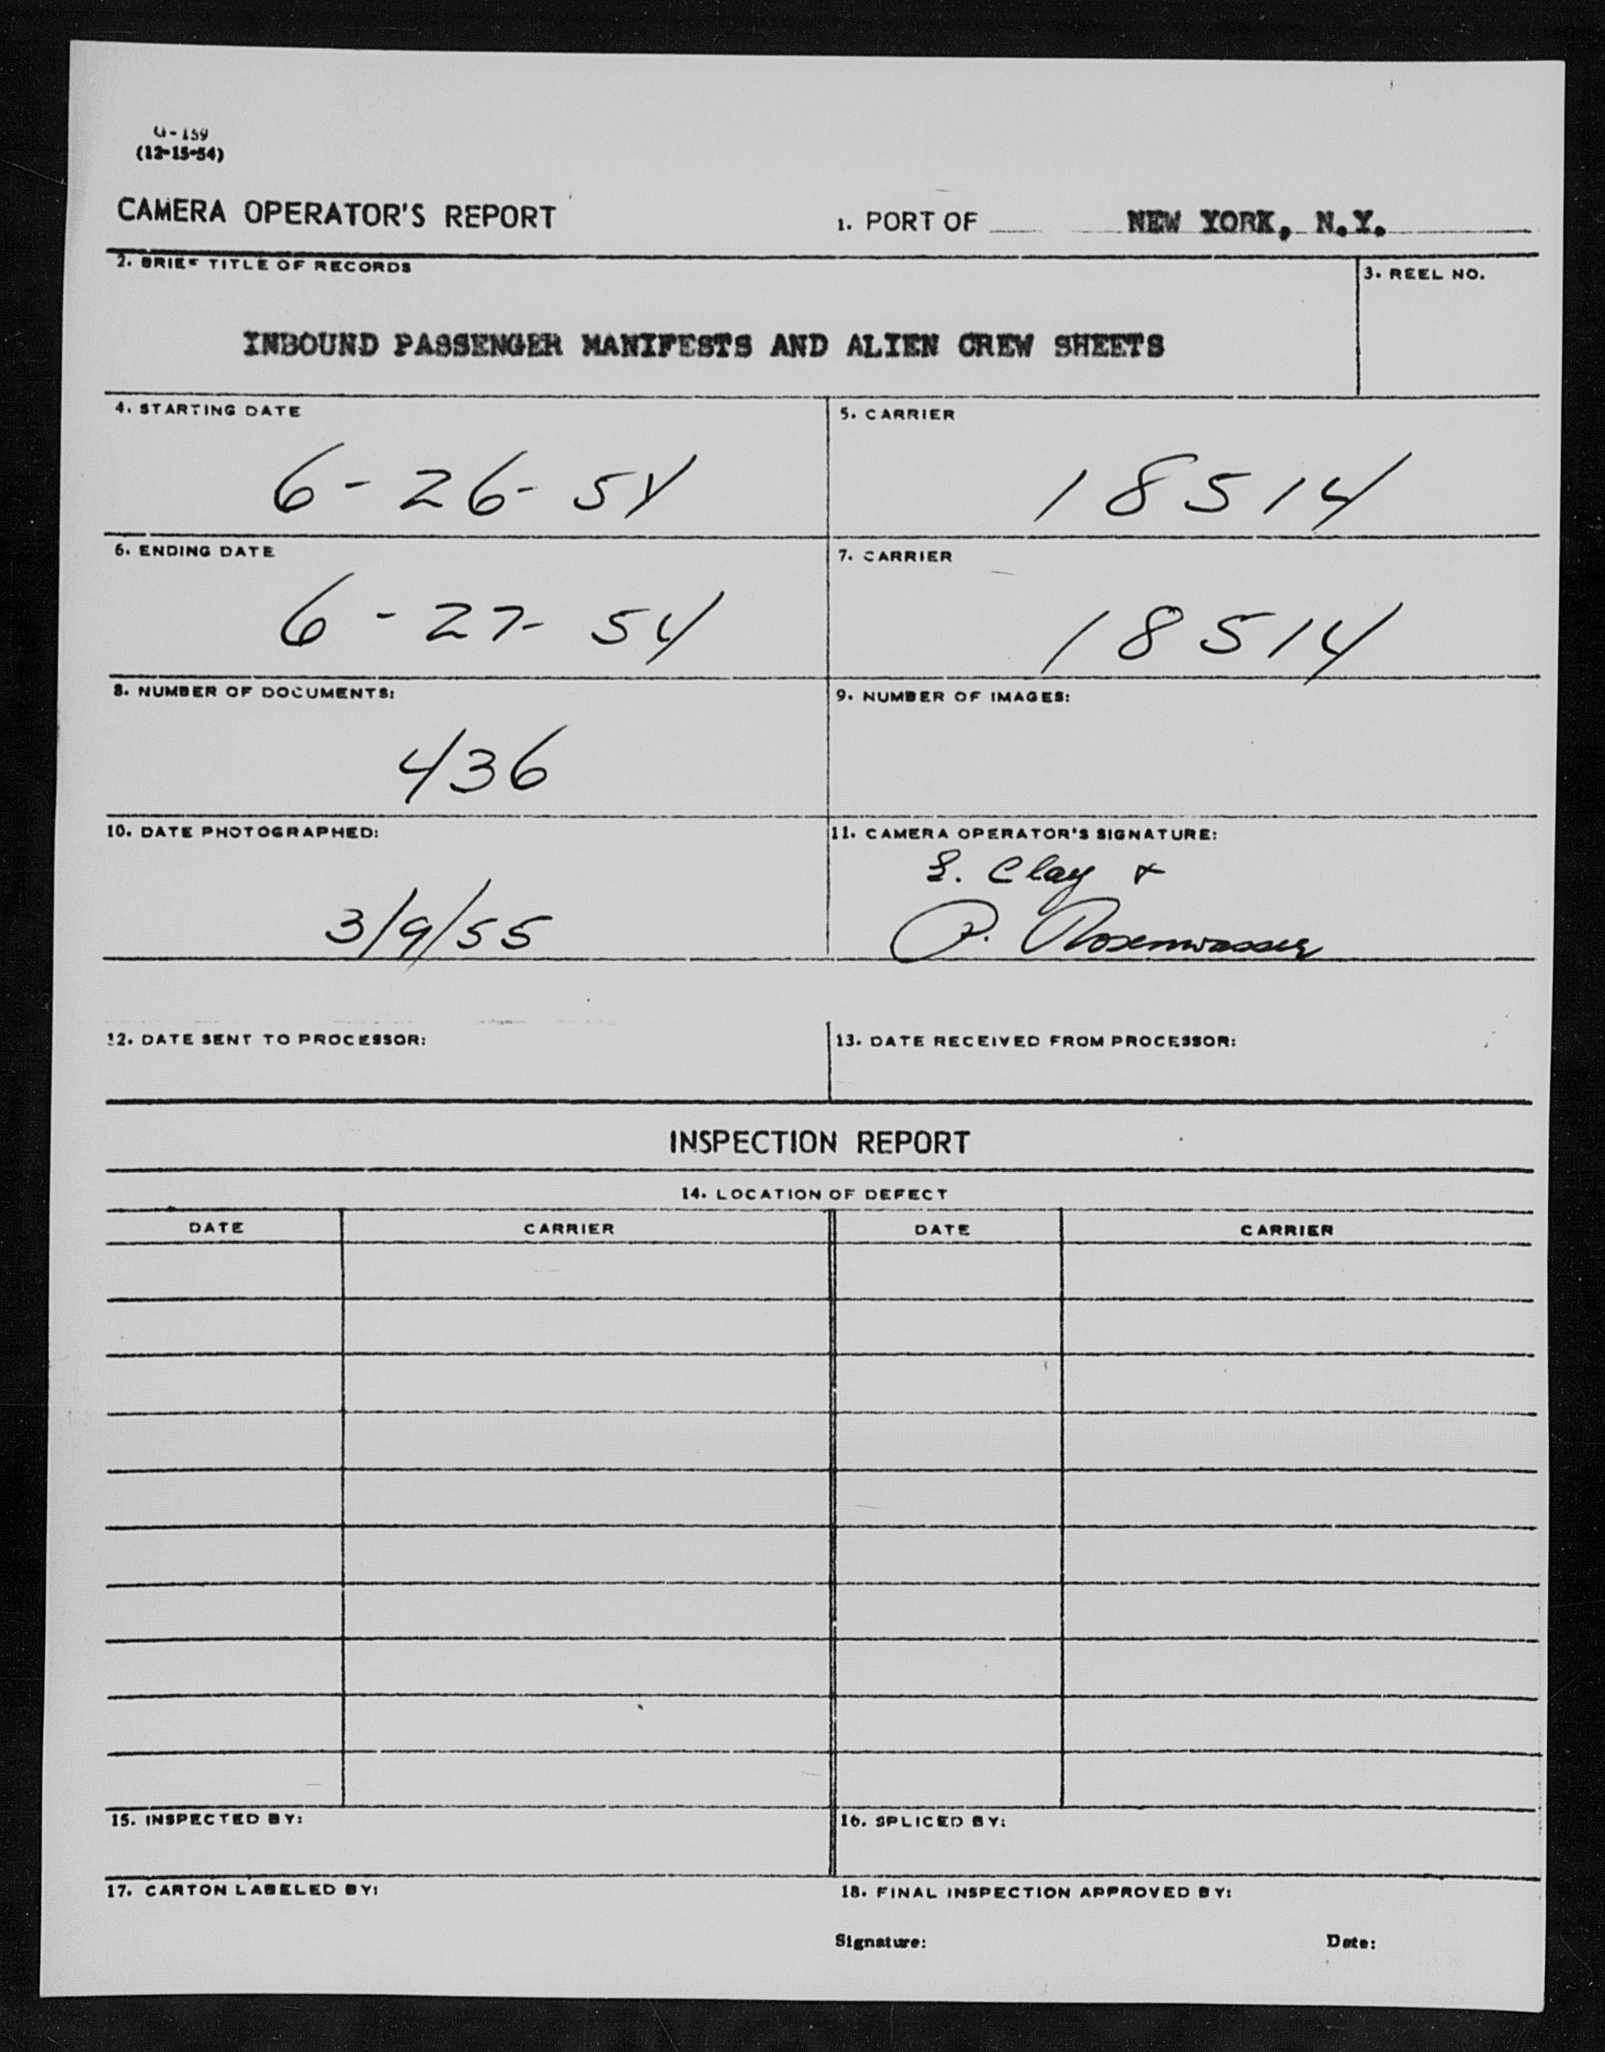 G-159
(12-15-54)
CAMERA OPERATOR'S REPORT
1. PORT OF NEW YORK, N.Y.
2. BRIEF TITLE OF RECORDS
3. REEL NO.
INBOUND PASSENGER MANIFESTS AND ALIEN CREW SHEETS
4. STARTING DATE
5. CARRIER
6-26-54
18514
6. ENDING DATE
7. CARRIER
6-27-54
18514
8. NUMBER OF DOCUMENTS:
9. NUMBER OF IMAGES:
436
10. DATE PHOTOGRAPHED:
11. CAMERA OPERATOR'S SIGNATURE:
E. Clay +
3/9/55
P. Rosenwasser
12. DATE SENT TO PROCESSOR:
13. DATE RECEIVED FROM PROCESSOR:
INSPECTION REPORT
14. LOCATION OF DEFECT
DATE CARRIER DATE CARRIER
15. INSPECTED BY:
16. SPLICED BY:
17. CARTON LABELED BY:
18. FINAL INSPECTION APPROVED BY:
Signature: Date: